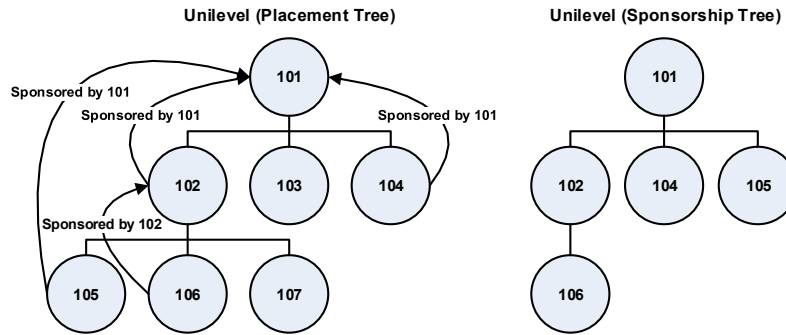 Unilevel (Placement Tree)
Unilevel (Sponsorship Tree)
101
101
Sponsored by 101
Sponsored by 101
Sponsored by 101
102
103
104
102
104
105
Sponsored by 102
105
106
107
106